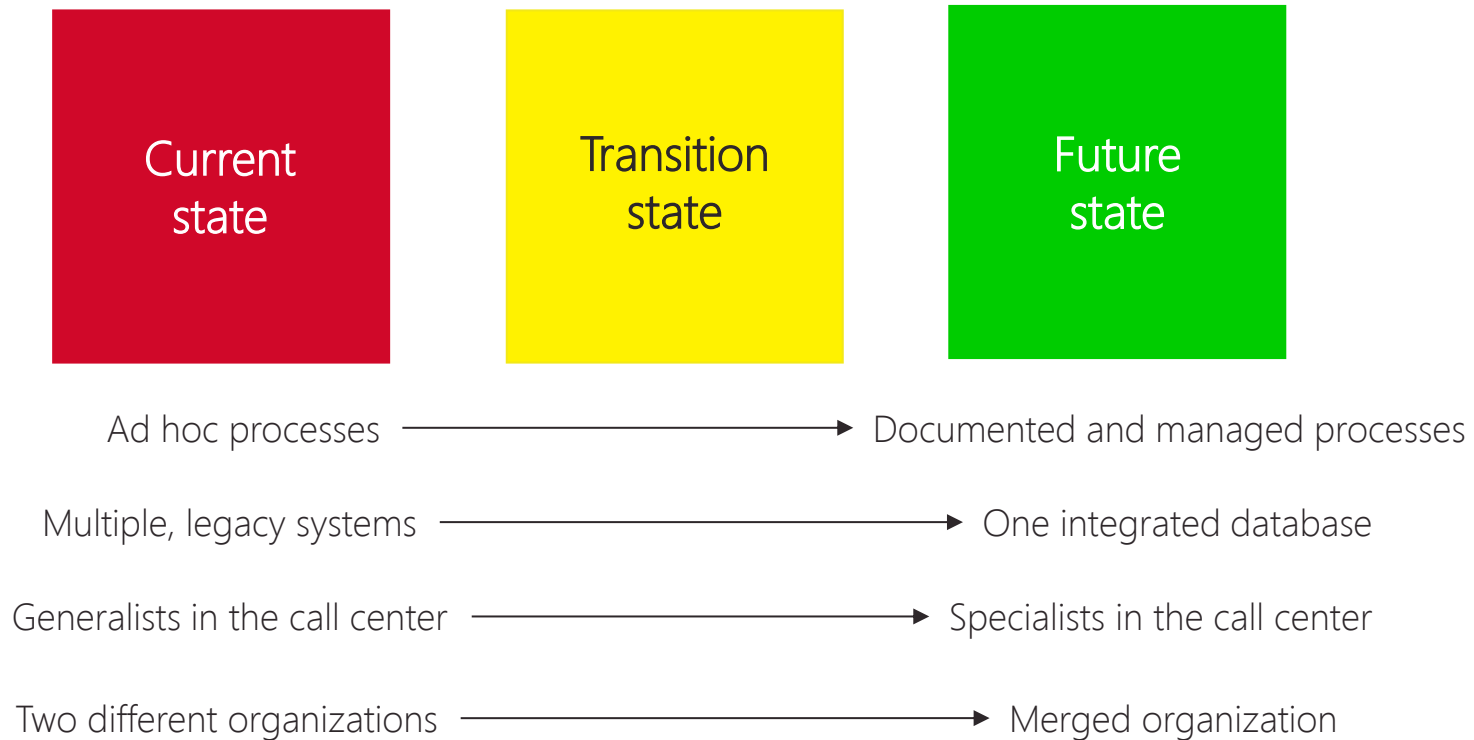 Current
state
Transition
state
Future
state
Ad hoc processes
Documented and managed processes
Multiple, legacy systems
One integrated database
Generalists in the call center
Specialists in the call center
Two different organizations
Merged organization